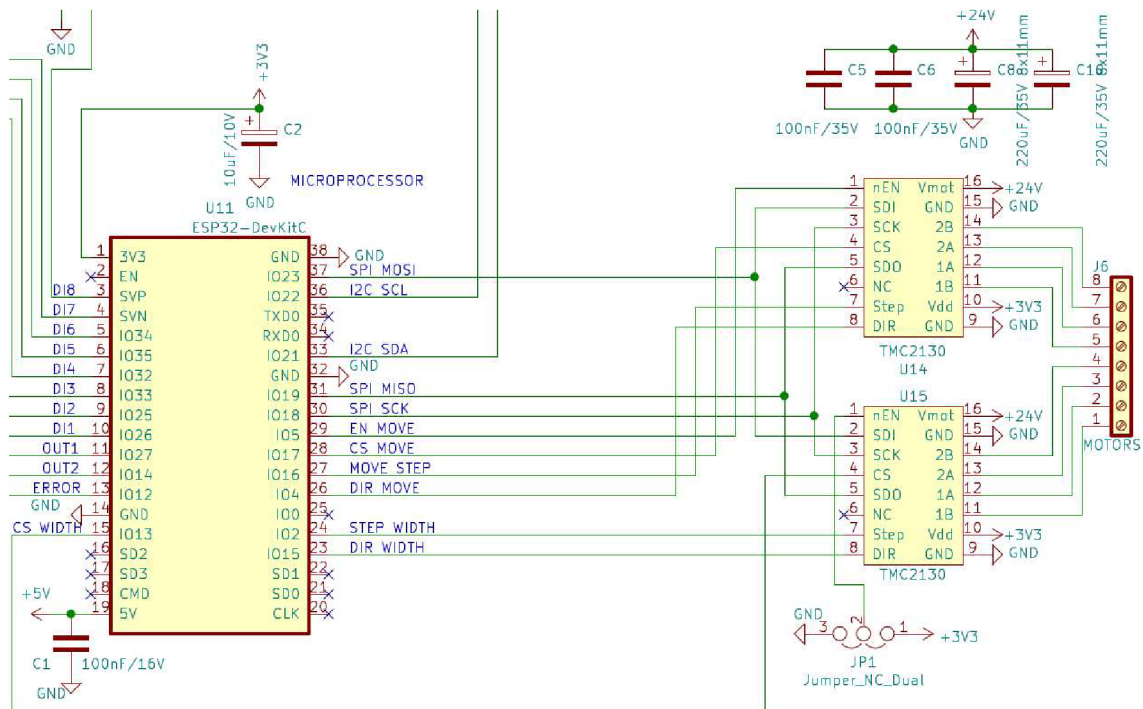 GND
+3V3
10uF/10V
C2
GND
MICROPROCESSOR
+24V
C5
C6
C8
C10
100nF/35V
100nF/35V
220uF/35V 8x11mm
220uF/35V 8x11mm
GND
U11
ESP32-DevKitC
1 3V3 GND 38 GND
2 EN IO23 37 SPI MOSI
DI8 3 SVP IO22 36 I2C SCL
DI7 4 SVN TXD0 35
DI6 5 IO34 RXD0 34
DI5 6 IO35 IO21 33 I2C SDA
DI4 7 IO32 GND 32 GND
DI3 8 IO33 IO19 31 SPI MISO
DI2 9 IO25 IO18 30 SPI SCK
DI1 10 IO26 IO5 29 EN MOVE
OUT1 11 IO27 IO17 28 CS MOVE
OUT2 12 IO14 IO16 27 MOVE STEP
ERROR 13 IO12 IO4 26 DIR MOVE
GND 14 GND IO0 25
CS WIDTH 15 IO13 IO2 24 STEP WIDTH
16 SD2 IO15 23 DIR WIDTH
17 SD3 SD1 22
18 CMD SD0 21
+5V 19 5V CLK 20
C1 100nF/16V
GND
1 nEN Vmot 16 +24V
2 SDI GND 15 GND
3 SCK 2B 14
4 CS 2A 13
5 SDO 1A 12
6 NC 1B 11
7 Step Vdd 10 +3V3
8 DIR GND 9 GND
TMC2130
U14
J6
8
7
6
5
4
3
2
1
MOTORS
U15
1 nEN Vmot 16 +24V
2 SDI GND 15 GND
3 SCK 2B 14
4 CS 2A 13
5 SDO 1A 12
6 NC 1B 11
7 Step Vdd 10 +3V3
8 DIR GND 9 GND
TMC2130
GND 3 2 1 +3V3
JP1
Jumper_NC_Dual